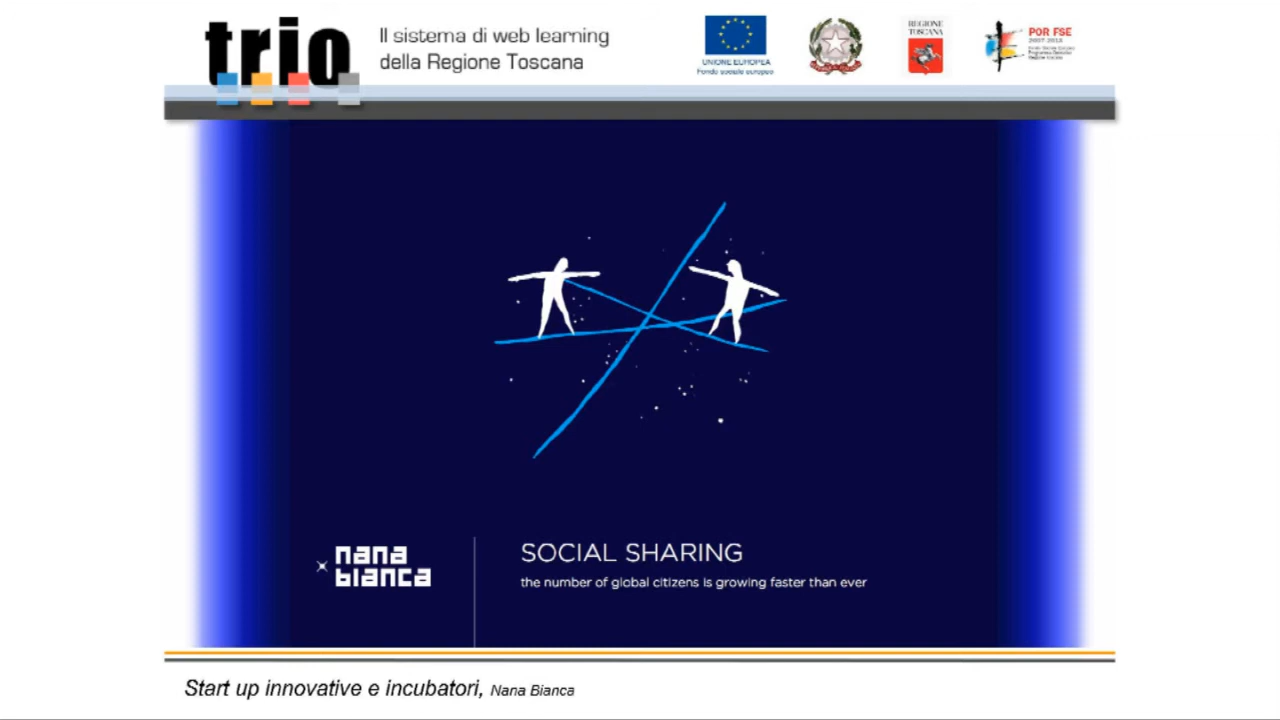 trio
Il sistema di web learning
della Regione Toscana
UNIONE EUROPEA
Fondo sociale europeo
REGIONE
TOSCANA
POR FSE
2007-2013
nana
bianca
SOCIAL SHARING
the number of global citizens is growing faster than ever
Start up innovative e incubatori, Nana Bianca